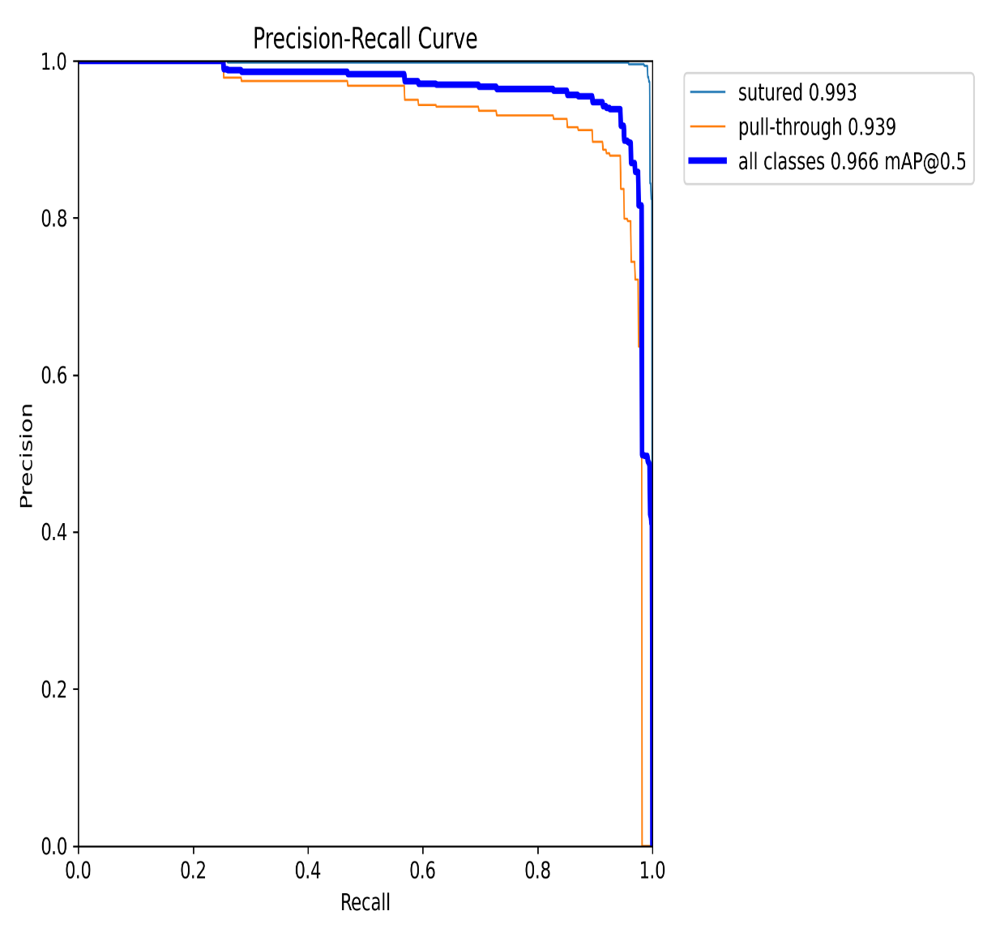 Precision-Recall Curve
1.0
0.8
0.6
0.4
0.2
0.0
Precision
0.0 0.2 0.4 0.6 0.8 1.0
Recall
sutured 0.993
pull-through 0.939
all classes 0.966 mAP@0.5